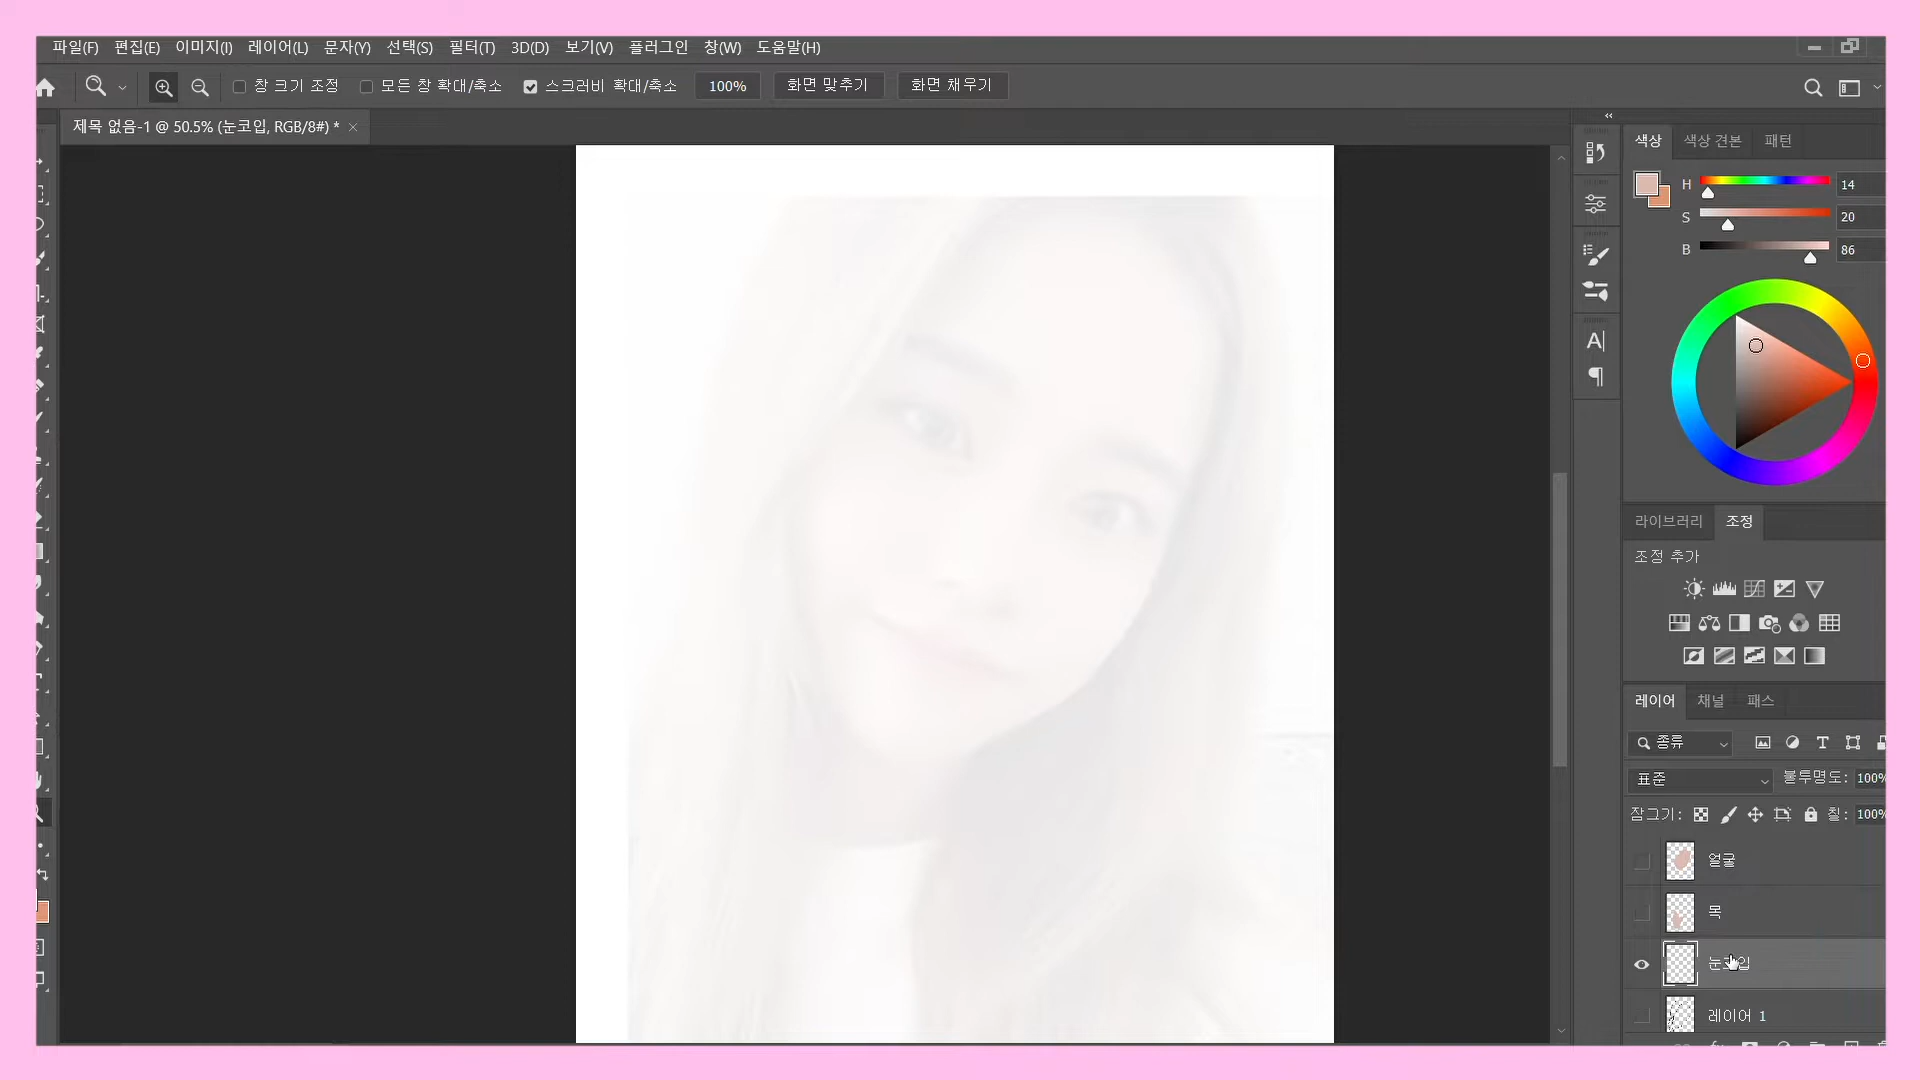 파일(F) 편집(E) 이미지(I) 레이어(L) 문자(Y) 선택(S) 필터(T) 3D(D) 보기(V) 플러그인 창(W) 도움말(H)
창 크기 조정 모든 창 확대/축소 스크러비 확대/축소 100% 화면 맞추기 화면 채우기
제목 없음-1 @ 50.5% (눈코입, RGB/8#) *
색상 색상 견본 패턴
H 14
S 20
B 86
라이브러리 조정
조정 추가
레이어 채널 패스
종류
표준 불투명도: 100%
잠그기: 칠: 100%
얼굴
목
눈코입
레이어 1